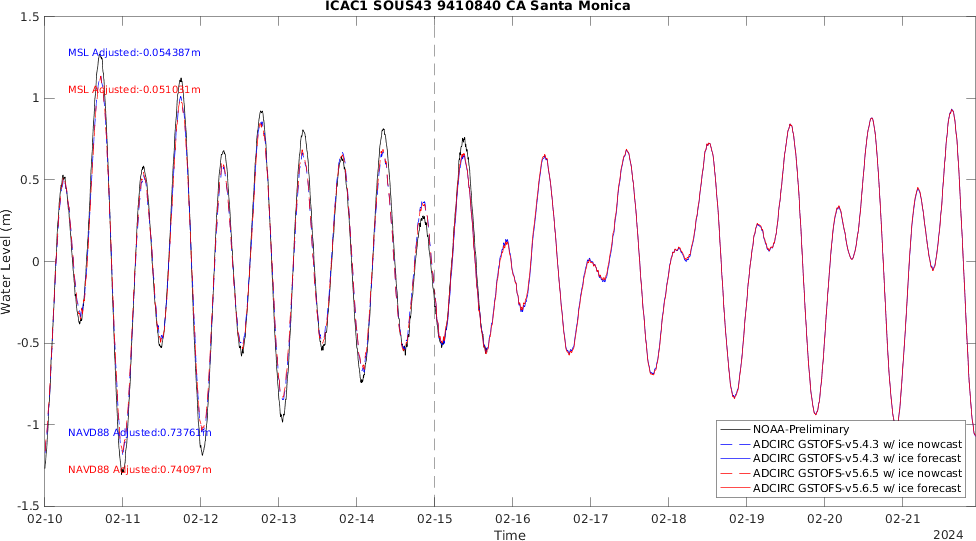 ICAC1 SOUS43 9410840 CA Santa Monica
1.5
1
0.5
0
-0.5
-1
-1.5
Water Level (m)
MSL Adjusted:-0.054387m
MSL Adjusted:-0.051031m
NAVD88 Adjusted:0.73761m
NAVD88 Adjusted:0.74097m
NOAA-Preliminary
ADCIRC GSTOFS-v5.4.3 w/ ice nowcast
ADCIRC GSTOFS-v5.4.3 w/ ice forecast
ADCIRC GSTOFS-v5.6.5 w/ ice nowcast
ADCIRC GSTOFS-v5.6.5 w/ ice forecast
02-10 02-11 02-12 02-13 02-14 02-15 02-16 02-17 02-18 02-19 02-20 02-21
Time
2024